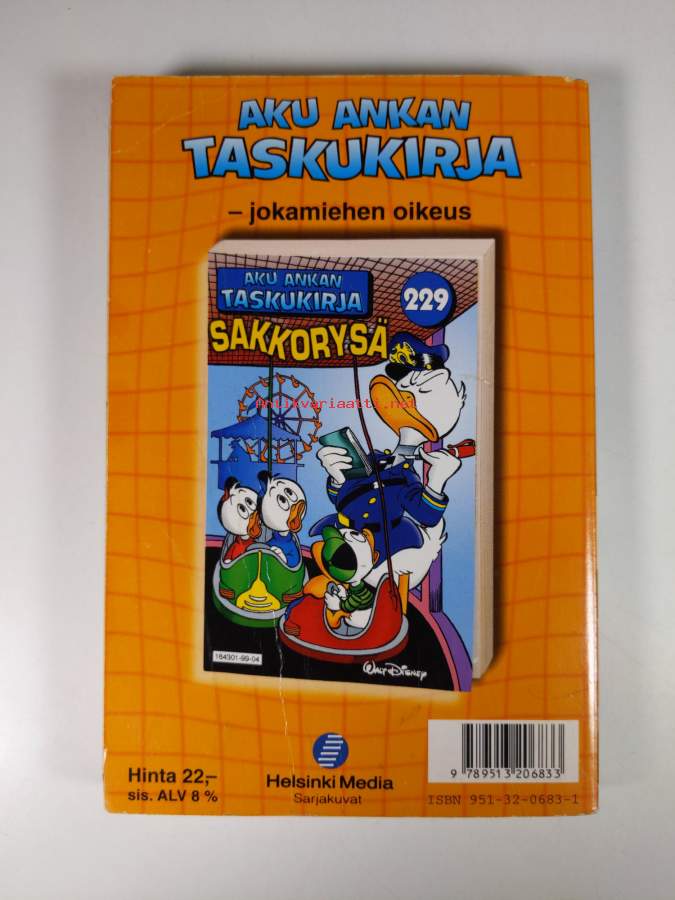 AKU ANKAN
TASKUKIRJA
– jokamiehen oikeus
AKU ANKAN
TASKUKIRJA
229
SAKKORYSÄ
Antikvariaatti.net
184301-99-04
WALT DISNEY
Hinta 22,–
sis. ALV 8 %
Helsinki Media
Sarjakuvat
9 789513 206833
ISBN 951-32-0683-1